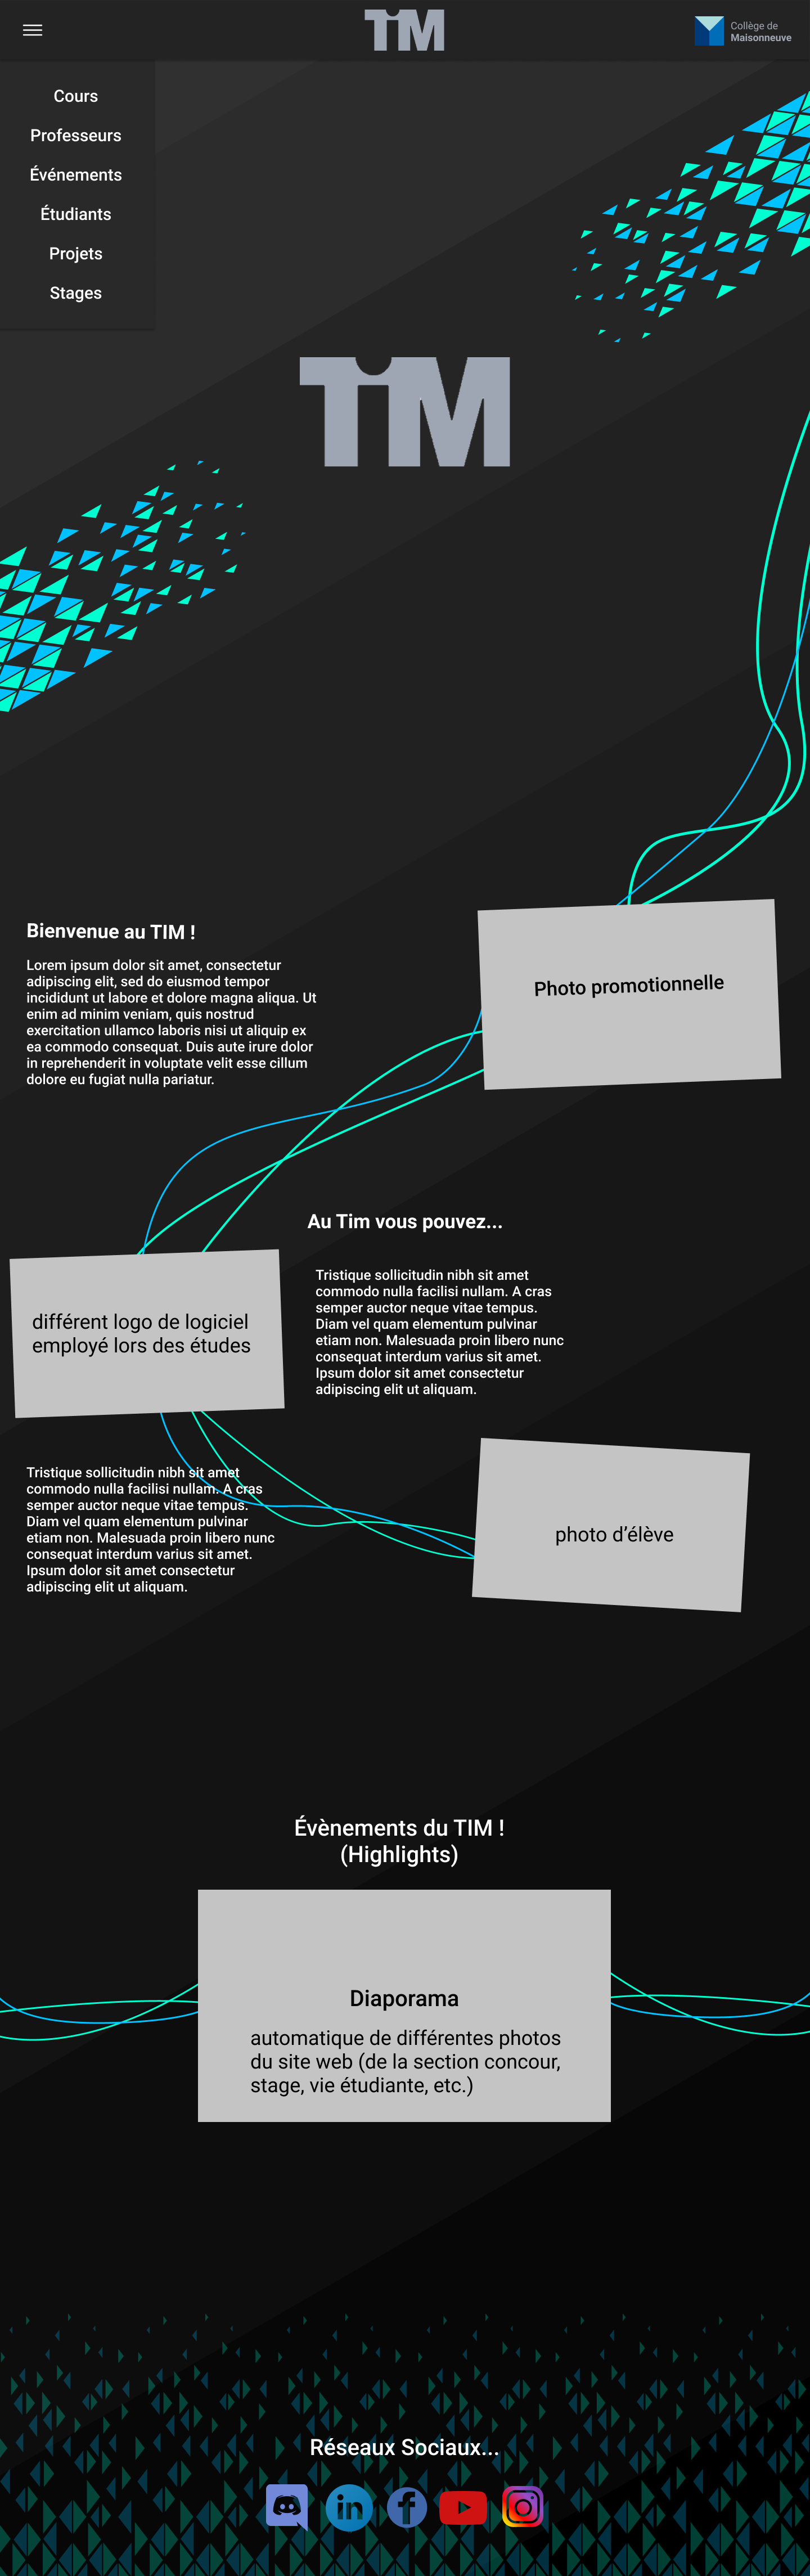 TiM
Collège de
Maisonneuve
Cours
Professeurs
Événements
Étudiants
Projets
Stages
TiM
Bienvenue au TIM !
Lorem ipsum dolor sit amet, consectetur
adipiscing elit, sed do eiusmod tempor
incididunt ut labore et dolore magna aliqua. Ut
enim ad minim veniam, quis nostrud
exercitation ullamco laboris nisi ut aliquip ex
ea commodo consequat. Duis aute irure dolor
in reprehenderit in voluptate velit esse cillum
dolore eu fugiat nulla pariatur.
Photo promotionnelle
Au Tim vous pouvez...
différent logo de logiciel
employé lors des études
Tristique sollicitudin nibh sit amet
commodo nulla facilisi nullam. A cras
semper auctor neque vitae tempus.
Diam vel quam elementum pulvinar
etiam non. Malesuada proin libero nunc
consequat interdum varius sit amet.
Ipsum dolor sit amet consectetur
adipiscing elit ut aliquam.
Tristique sollicitudin nibh sit amet
commodo nulla facilisi nullam. A cras
semper auctor neque vitae tempus.
Diam vel quam elementum pulvinar
etiam non. Malesuada proin libero nunc
consequat interdum varius sit amet.
Ipsum dolor sit amet consectetur
adipiscing elit ut aliquam.
photo d’élève
Évènements du TIM !
(Highlights)
Diaporama
automatique de différentes photos
du site web (de la section concour,
stage, vie étudiante, etc.)
Réseaux Sociaux...
in
f